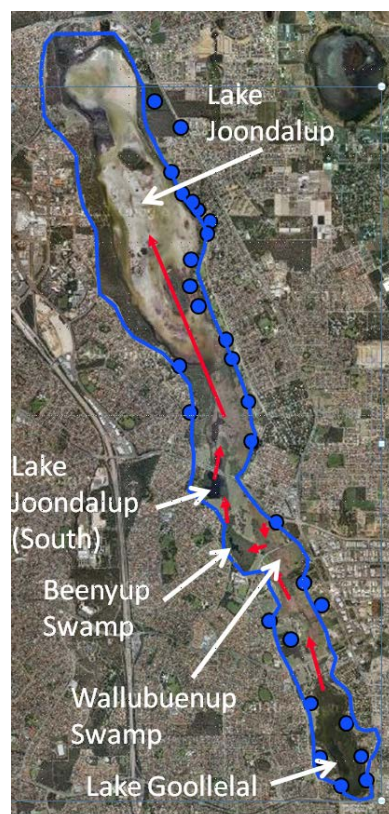 Lake
Joondalup
Lake
Joondalup
(South)
Beenyup
Swamp
Wallubuenup
Swamp
Lake Goollelal